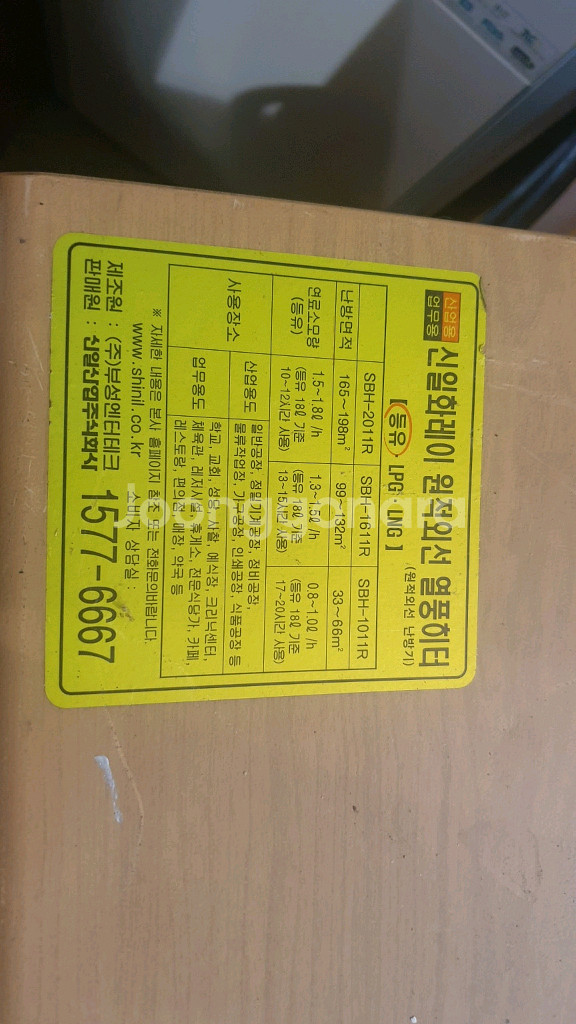 산업용
업무용
신일화레이 원적외선 열풍히터
(원적외선 난방기)
【 등유 · LPG · LNG 】
SBH-2011R SBH-1611R SBH-1011R
난방면적 165~198m² 99~132m² 33~66m²
연료소모량 (등유) 1.5~1.8ℓ /h 1.3~1.5ℓ /h 0.8~1.0ℓ /h
(등유 18ℓ 기준 (등유 18ℓ 기준 (등유 18ℓ 기준
10~12시간 사용) 13~15시간 사용) 17~20시간 사용)
사용장소
산업용도 일반공장, 정밀기계공장, 정비공장,
물류작업장, 가구공장, 인쇄공장, 식품공장 등
업무용도 학교, 교회, 성당, 사찰, 예식장, 크리닉센터,
체육관, 레저시설, 휴게소, 전문식당가, 카페,
레스토랑, 편의점, 매장, 약국 등
※ 자세한 내용은 본사 홈페이지 참조 또는 전화문의바랍니다.
www.shinil.co.kr 소비자 상담실 :
제조원 : (주)부성엔티테크
판매원 : 신일산업주식회사 1577-6667
Joonggonara